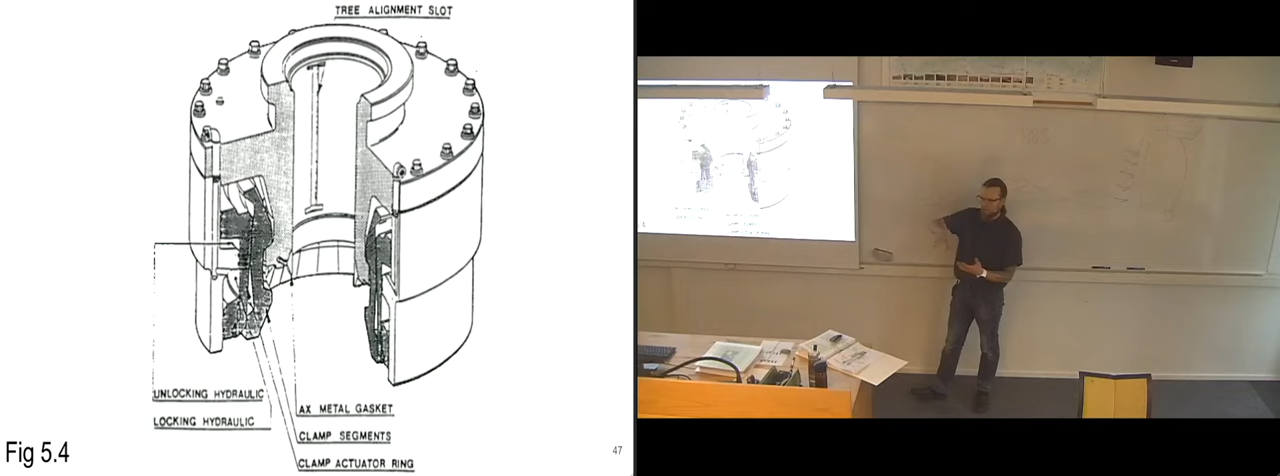 TREE ALIGNMENT SLOT
UNLOCKING HYDRAULIC
LOCKING HYDRAULIC
AX METAL GASKET
CLAMP SEGMENTS
CLAMP ACTUATOR RING
Fig 5.4
47